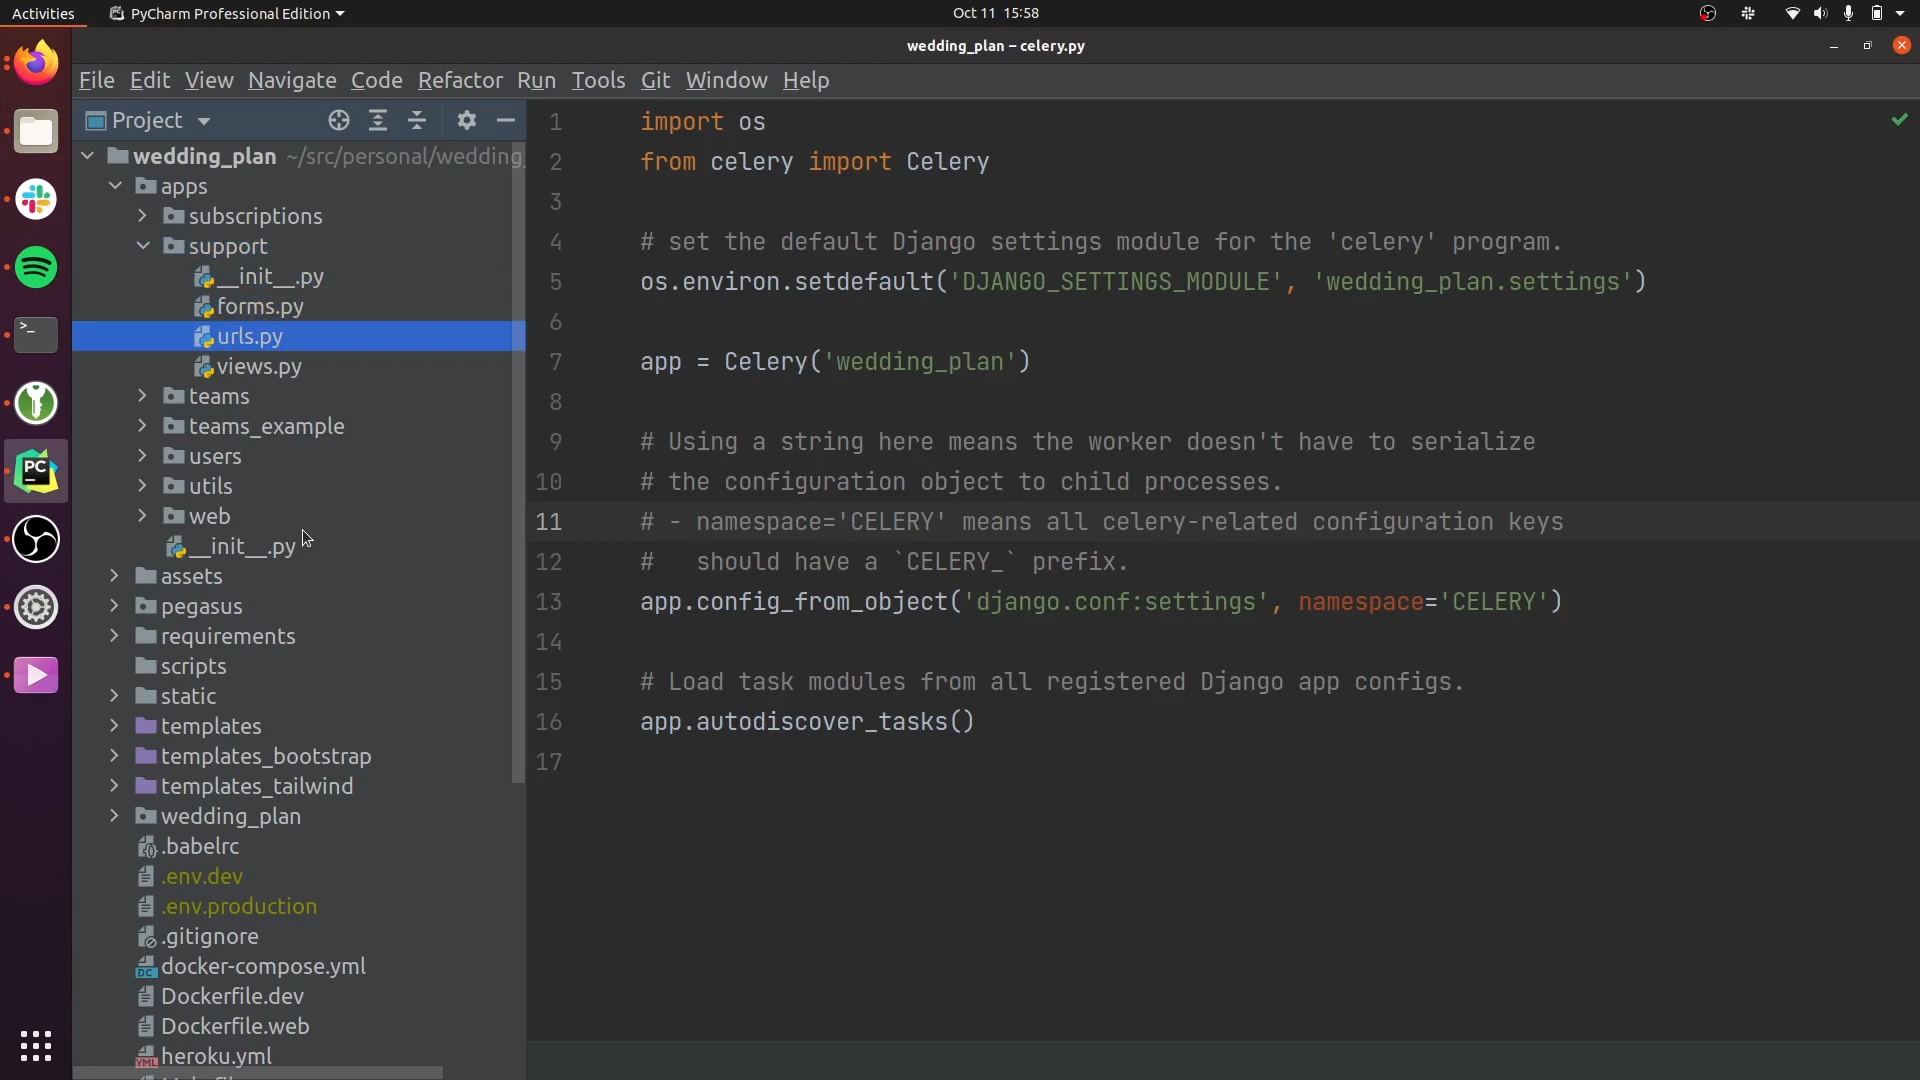 Activities
PyCharm Professional Edition
Oct 11 15:58
wedding_plan – celery.py
File Edit View Navigate Code Refactor Run Tools Git Window Help
Project
wedding_plan ~/src/personal/wedding_
apps
subscriptions
support
__init__.py
forms.py
urls.py
views.py
teams
teams_example
users
utils
web
__init__.py
assets
pegasus
requirements
scripts
static
templates
templates_bootstrap
templates_tailwind
wedding_plan
.babelrc
.env.dev
.env.production
.gitignore
docker-compose.yml
Dockerfile.dev
Dockerfile.web
heroku.yml
1 import os
2 from celery import Celery
3
4 # set the default Django settings module for the 'celery' program.
5 os.environ.setdefault('DJANGO_SETTINGS_MODULE', 'wedding_plan.settings')
6
7 app = Celery('wedding_plan')
8
9 # Using a string here means the worker doesn't have to serialize
10 # the configuration object to child processes.
11 # - namespace='CELERY' means all celery-related configuration keys
12 #   should have a `CELERY_` prefix.
13 app.config_from_object('django.conf:settings', namespace='CELERY')
14
15 # Load task modules from all registered Django app configs.
16 app.autodiscover_tasks()
17